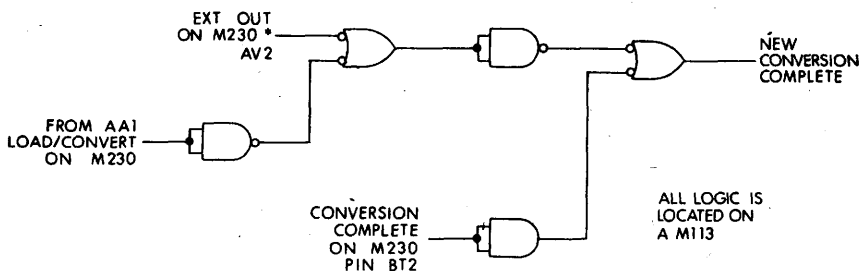 EXT OUT
ON M230 *
AV2
NEW
CONVERSION
COMPLETE
FROM AA1
LOAD/CONVERT
ON M230
CONVERSION
COMPLETE
ON M230
PIN BT2
ALL LOGIC IS
LOCATED ON
A M113